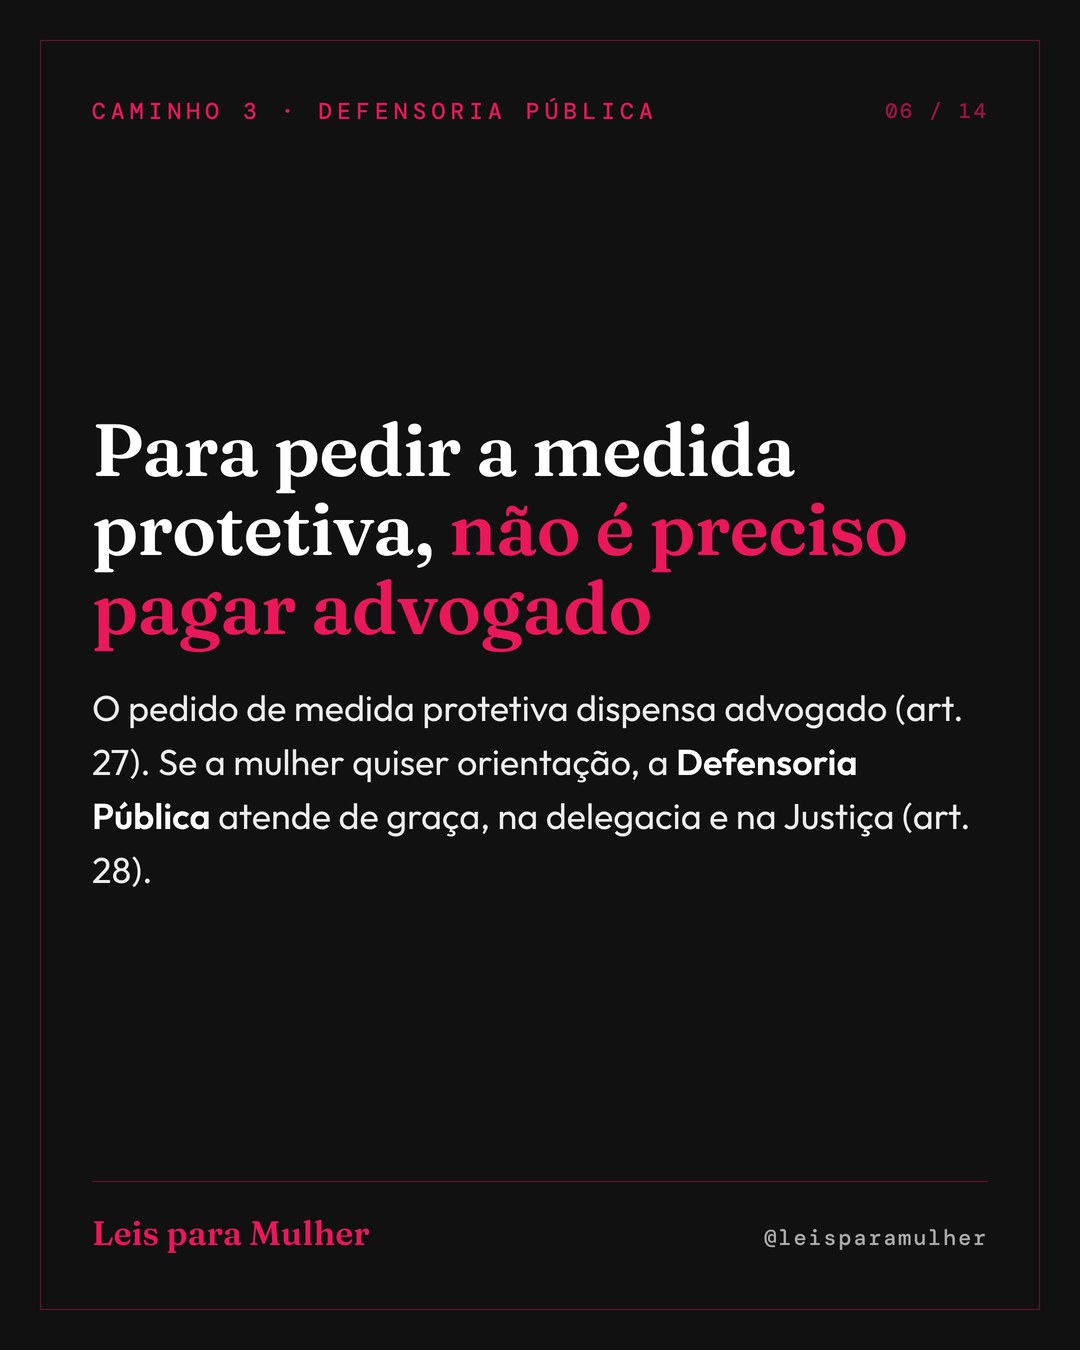 CAMINHO 3 · DEFENSORIA PÚBLICA
06 / 14
Para pedir a medida
protetiva, não é preciso
pagar advogado
O pedido de medida protetiva dispensa advogado (art.
27). Se a mulher quiser orientação, a Defensoria
Pública atende de graça, na delegacia e na Justiça (art.
28).
Leis para Mulher
@leisparamulher